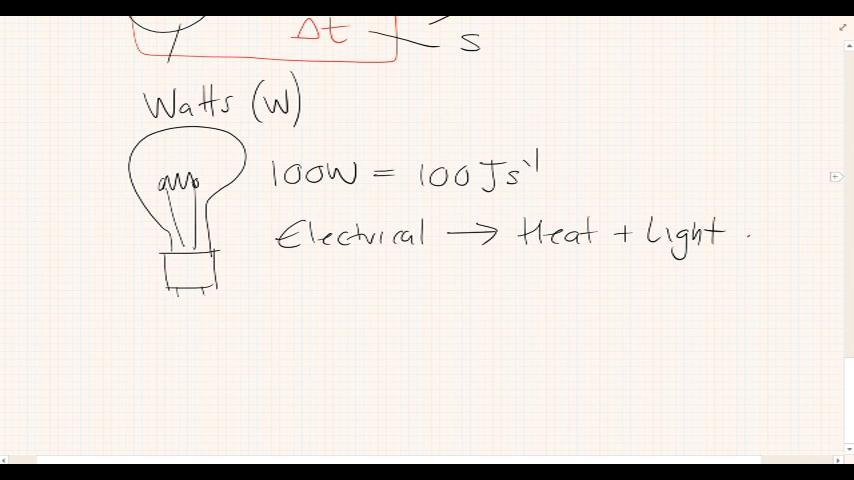 Δt
s
Watts (W)
100W = 100 Js⁻¹
Electrical → Heat + Light .